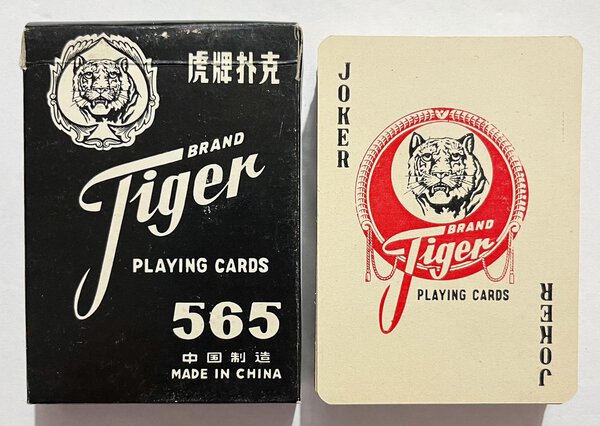 虎牌扑克
BRAND
Tiger
PLAYING CARDS
565
中国制造
MADE IN CHINA
JOKER
BRAND
Tiger
PLAYING CARDS
JOKER